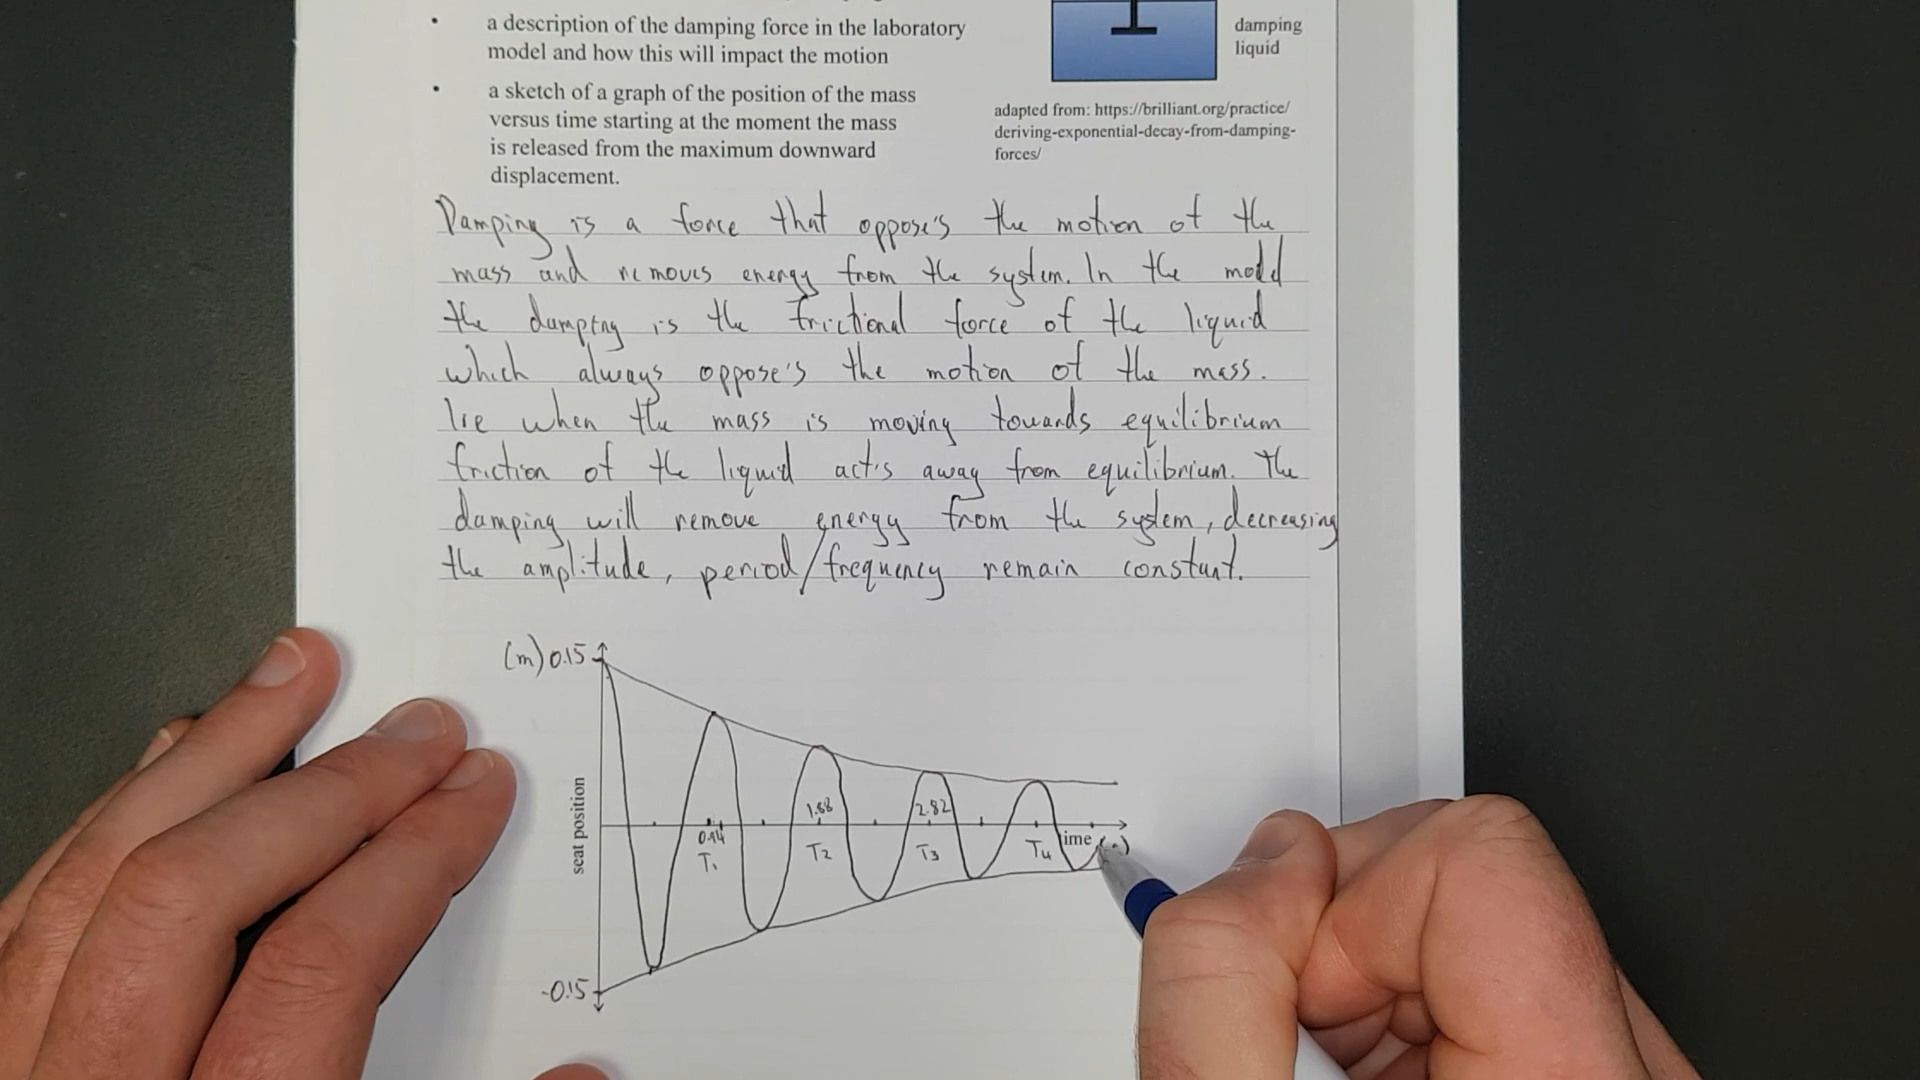 • a description of the damping force in the laboratory
model and how this will impact the motion
• a sketch of a graph of the position of the mass
versus time starting at the moment the mass
is released from the maximum downward
displacement.
damping
liquid
adapted from: https://brilliant.org/practice/
deriving-exponential-decay-from-damping-
forces/
Damping is a force that oppose's the motion of the
mass and removes energy from the system. In the model
the damping is the frictional force of the liquid
which always oppose's the motion of the mass.
Ie when the mass is moving towards equilibrium
friction of the liquid act's away from equilibrium. The
damping will remove energy from the system, decreasing
the amplitude, period/frequency remain constant.
(m) 0.15
seat position
0.94
T1
1.88
T2
2.82
T3
T4
ime
-0.15